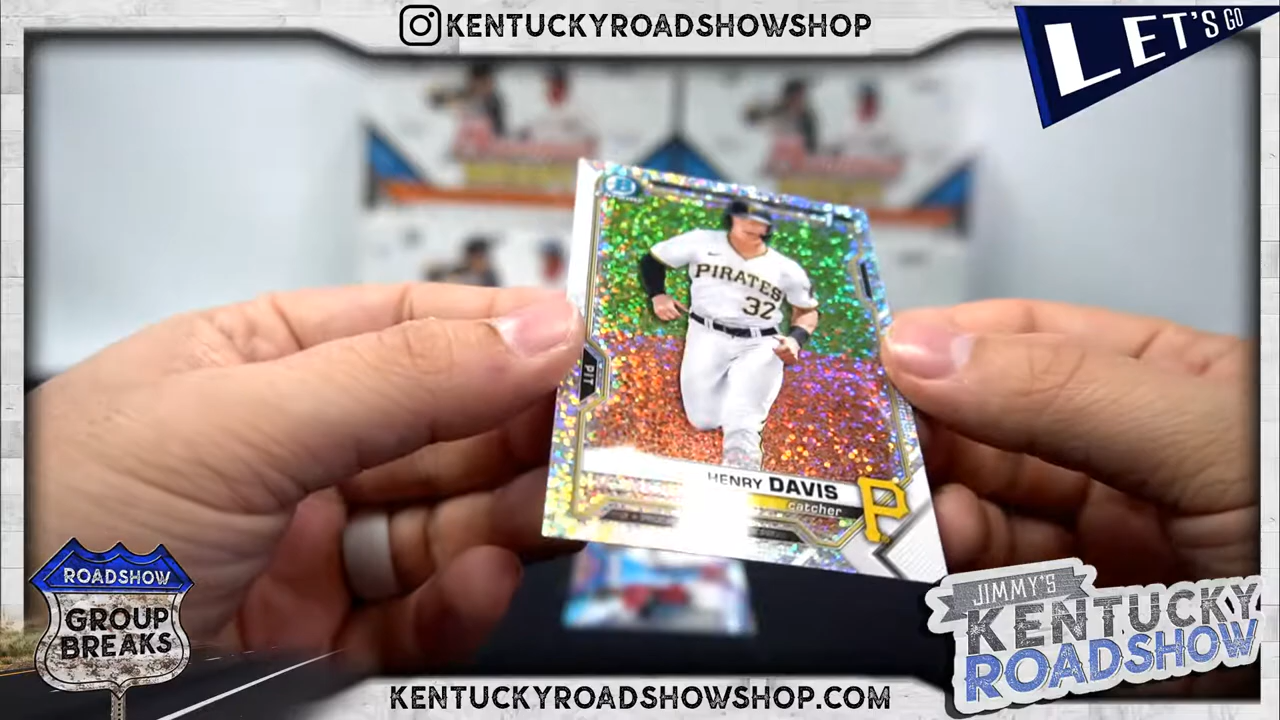 KENTUCKYROADSHOWSHOP
LET'S GO
B
PIRATES
32
PIT
HENRY DAVIS
catcher
P
ROADSHOW
GROUP
BREAKS
JIMMY'S
KENTUCKY
ROADSHOW
KENTUCKYROADSHOWSHOP.COM